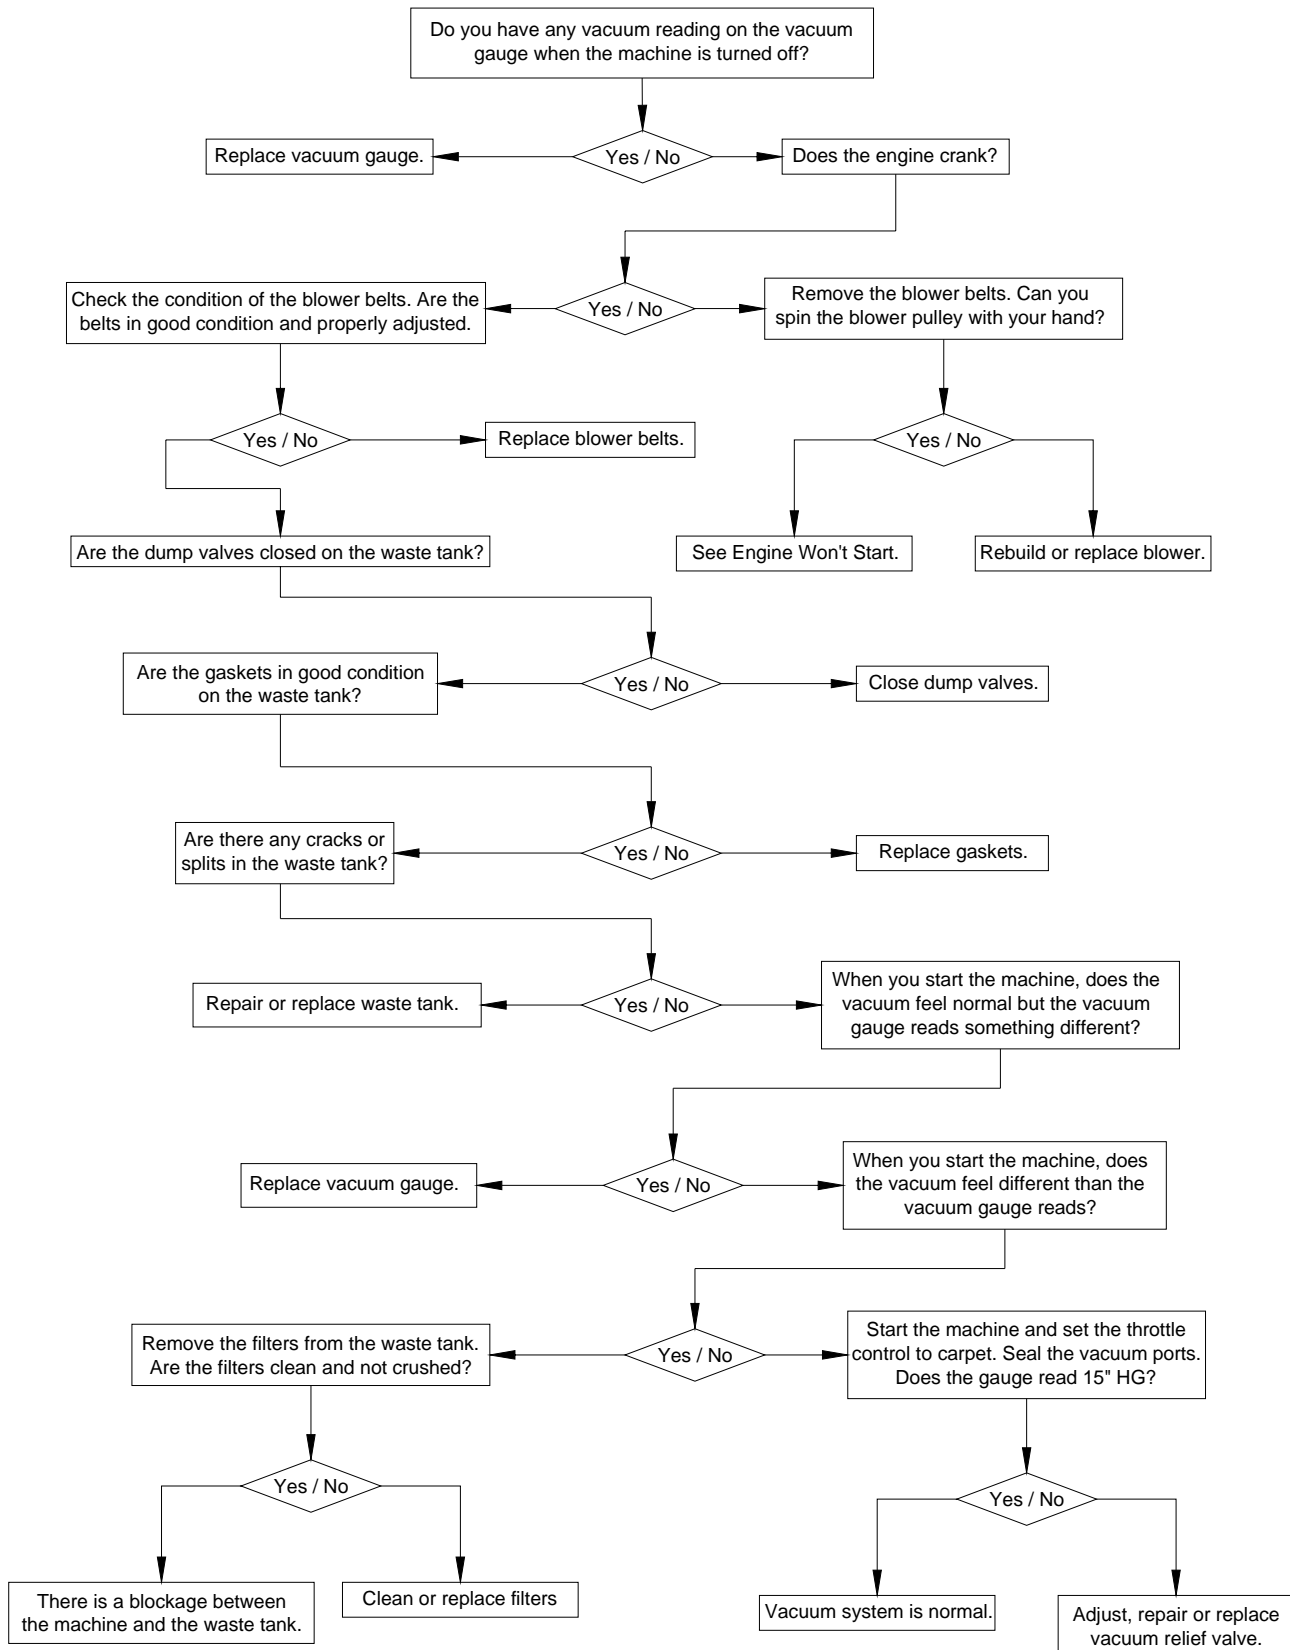 Do you have any vacuum reading on the vacuum
gauge when the machine is turned off?
Replace vacuum gauge.
Yes / No
Does the engine crank?
Check the condition of the blower belts. Are the
belts in good condition and properly adjusted.
Yes / No
Remove the blower belts. Can you
spin the blower pulley with your hand?
Yes / No
Replace blower belts.
Yes / No
Are the dump valves closed on the waste tank?
See Engine Won't Start.
Rebuild or replace blower.
Are the gaskets in good condition
on the waste tank?
Yes / No
Close dump valves.
Are there any cracks or
splits in the waste tank?
Yes / No
Replace gaskets.
Repair or replace waste tank.
Yes / No
When you start the machine, does the
vacuum feel normal but the vacuum
gauge reads something different?
Replace vacuum gauge.
Yes / No
When you start the machine, does
the vacuum feel different than the
vacuum gauge reads?
Remove the filters from the waste tank.
Are the filters clean and not crushed?
Yes / No
Start the machine and set the throttle
control to carpet. Seal the vacuum ports.
Does the gauge read 15" HG?
Yes / No
Yes / No
There is a blockage between
the machine and the waste tank.
Clean or replace filters
Vacuum system is normal.
Adjust, repair or replace
vacuum relief valve.